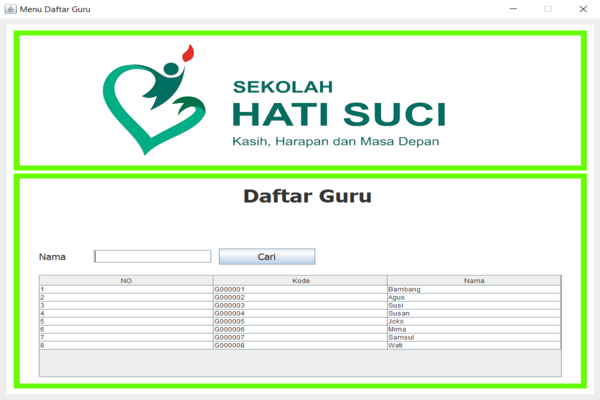 Menu Daftar Guru
SEKOLAH
HATI SUCI
Kasih, Harapan dan Masa Depan
Daftar Guru
Nama Cari
NO. Kode Nama
1 G000001 Bambang
2 G000002 Agus
3 G000003 Susi
4 G000004 Susan
5 G000005 Joko
6 G000006 Mirna
7 G000007 Samsul
8 G000008 Wati